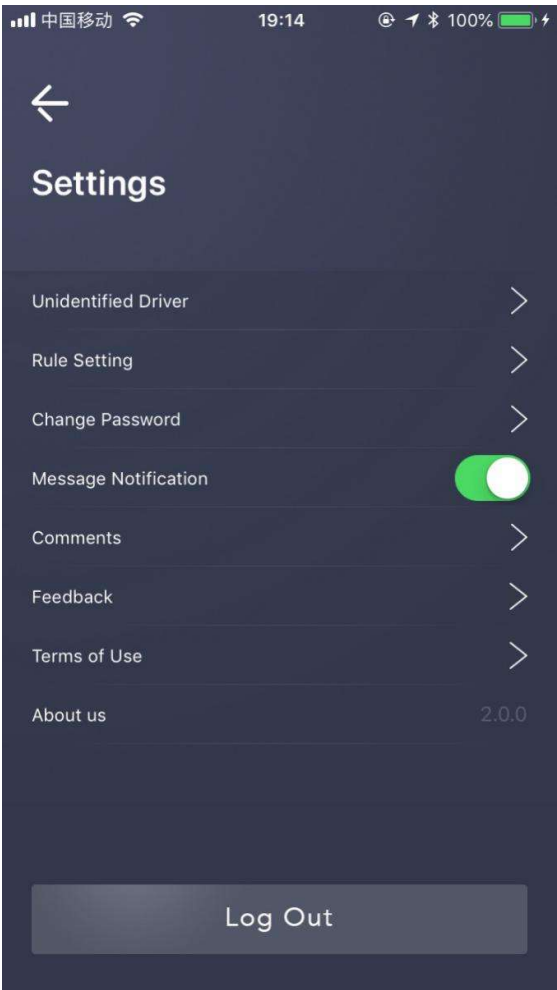 中国移动 19:14 100%
Settings
Unidentified Driver
Rule Setting
Change Password
Message Notification
Comments
Feedback
Terms of Use
About us 2.0.0
Log Out